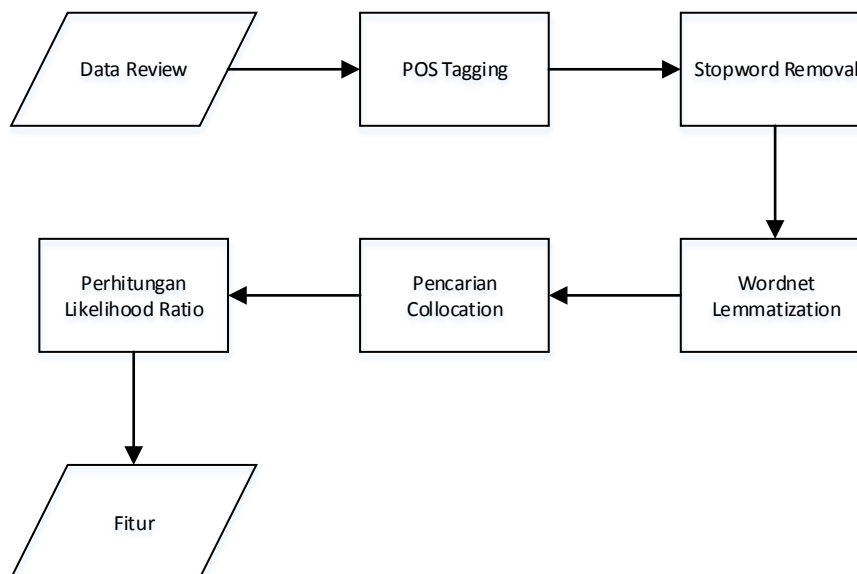 Data Review
POS Tagging
Stopword Removal
Wordnet
Lemmatization
Pencarian
Collocation
Perhitungan
Likelihood Ratio
Fitur